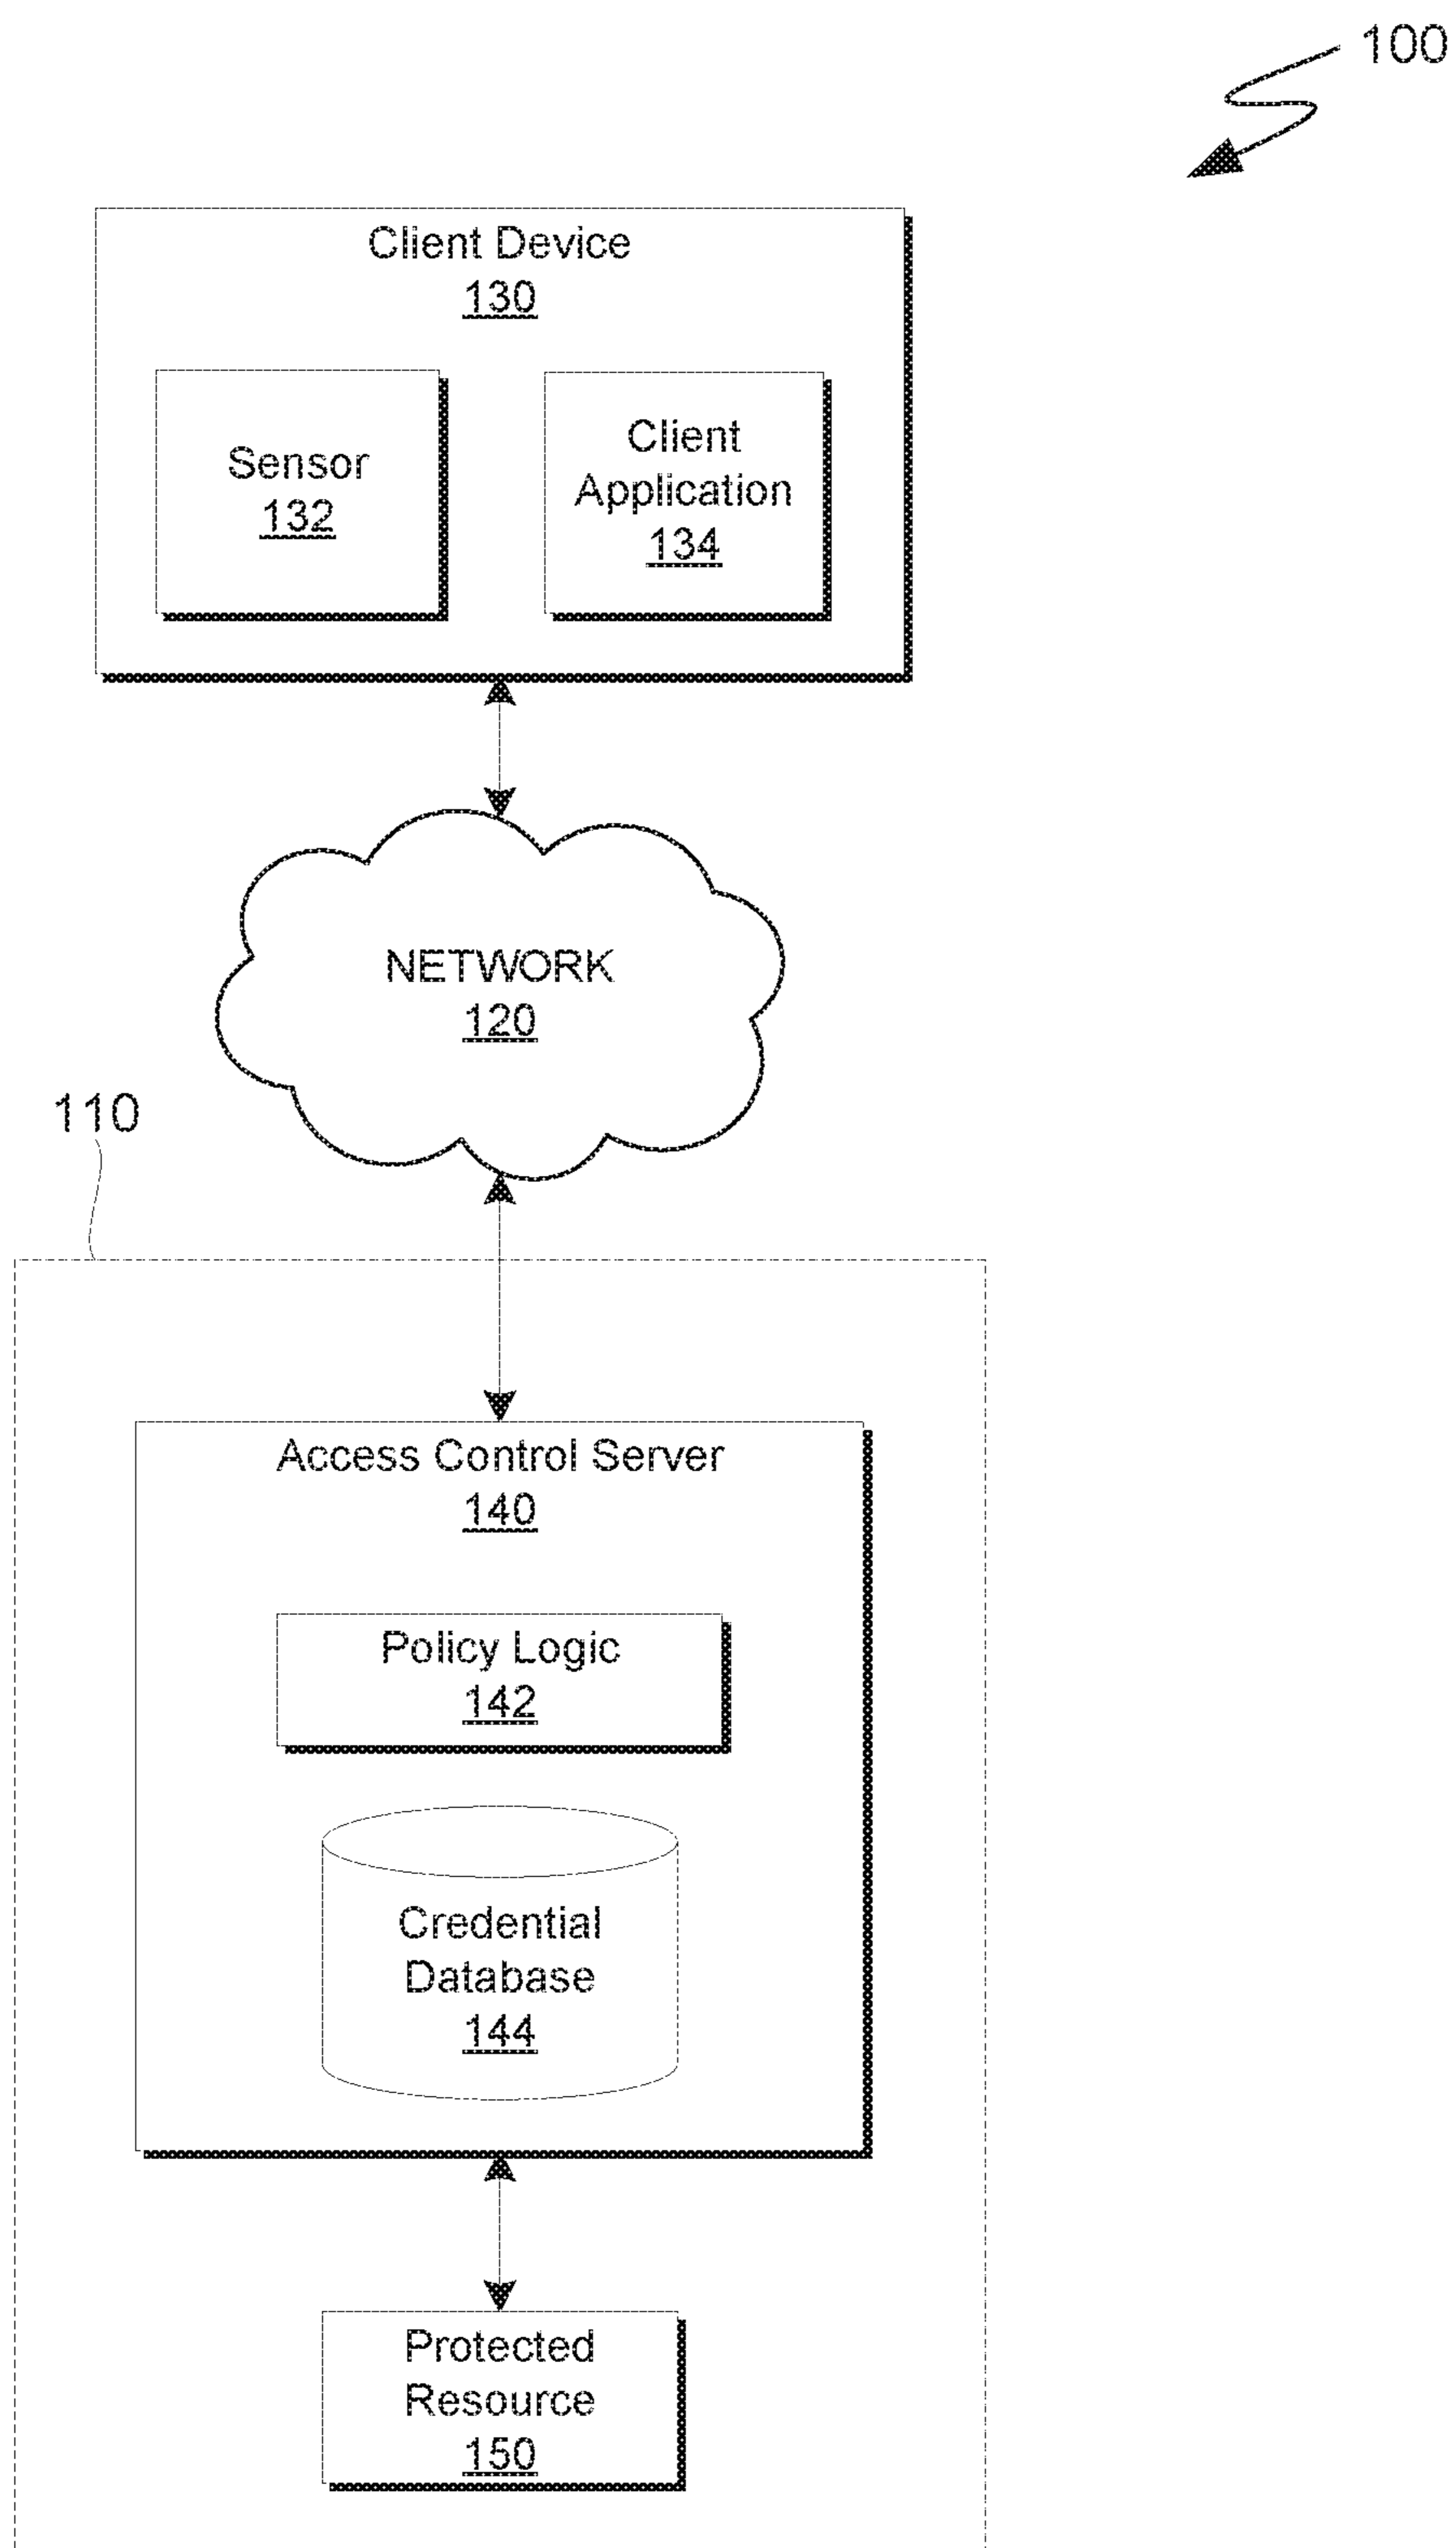 100
Client Device
130
Sensor
132
Client
Application
134
NETWORK
120
110
Access Control Server
140
Policy Logic
142
Credential
Database
144
Protected
Resource
150